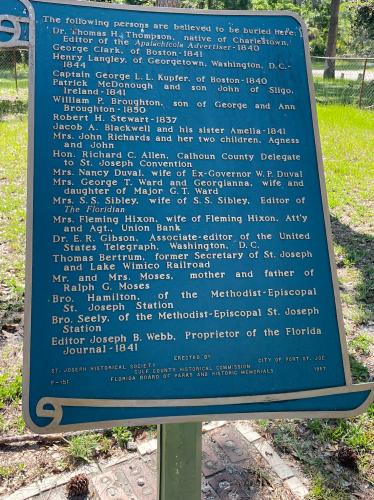 The following persons are believed to be buried here:
Dr. Thomas H. Thompson, native of Charlestown,
Editor of the Apalachicola Advertiser-1840
George Clark, of Boston-1841
Henry Langley, of Georgetown, Washington, D.C.-
1844
Captain George L. L. Kupfer, of Boston-1840
Patrick McDonough and son John of Sligo,
Ireland-1841
William P. Broughton, son of George and Ann
Broughton-1850
Robert H. Stewart-1837
Jacob A. Blackwell and his sister Amelia-1841
Mrs. John Richards and her two children, Agness
and John
Hon. Richard C. Allen, Calhoun County Delegate
to St. Joseph Convention
Mrs. Nancy Duval, wife of Ex-Governor W. P. Duval
Mrs. George T. Ward and Georgianna, wife and
daughter of Major G. T. Ward
Mrs. S. S. Sibley, wife of S. S. Sibley, Editor of
The Floridian
Mrs. Fleming Hixon, wife of Fleming Hixon, Att'y
and Agt., Union Bank
Dr. E. R. Gibson, Associate-editor of the United
States Telegraph, Washington, D. C.
Thomas Bertrum, former Secretary of St. Joseph
and Lake Wimico Railroad
Mr. and Mrs. Moses, mother and father of
Ralph G. Moses
Bro. Hamilton, of the Methodist-Episcopal
St. Joseph Station
Bro. Seely, of the Methodist-Episcopal St. Joseph
Station
Editor Joseph B. Webb, Proprietor of the Florida
Journal-1841
ERECTED BY
ST. JOSEPH HISTORICAL SOCIETY CITY OF PORT ST. JOE
GULF COUNTY HISTORICAL COMMISSION
F-151 FLORIDA BOARD OF PARKS AND HISTORIC MEMORIALS 1967